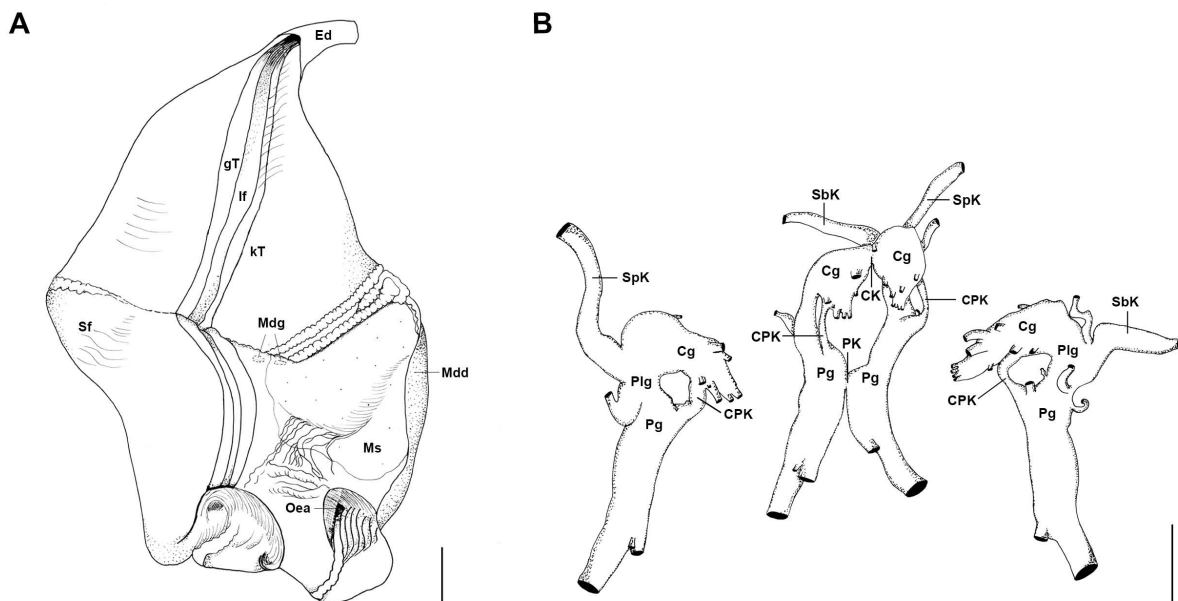 A
Ed
gT
lf
kT
Sf
Mdg
Mdd
Ms
Oea
B
SbK
SpK
SpK
Cg
Cg
CK
CPK
SbK
CPK
PK
Cg
Cg
Plg
Plg
Pg
Pg
CPK
CPK
Pg
Pg